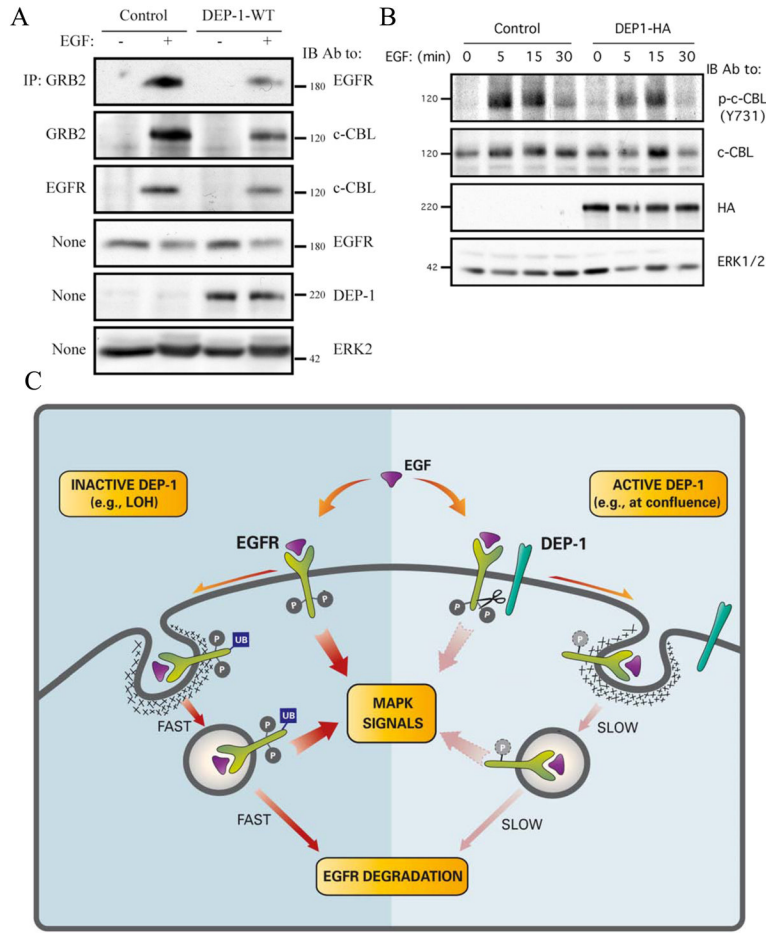 A
Control DEP-1-WT
EGF: - + - + IB Ab to:
IP: GRB2 180 EGFR
GRB2 120 c-CBL
EGFR 120 c-CBL
None 180 EGFR
None 220 DEP-1
None 42 ERK2
B
Control DEP1-HA
EGF: (min) 0 5 15 30 0 5 15 30
IB Ab to:
120 p-c-CBL
(Y731)
120 c-CBL
220 HA
42 ERK1/2
C
INACTIVE DEP-1
(e.g., LOH)
EGF
ACTIVE DEP-1
(e.g., at confluence)
EGFR
DEP-1
P P
P P
P
UB
P
P
MAPK
SIGNALS
FAST
SLOW
P
UB
P
P
FAST
SLOW
EGFR DEGRADATION